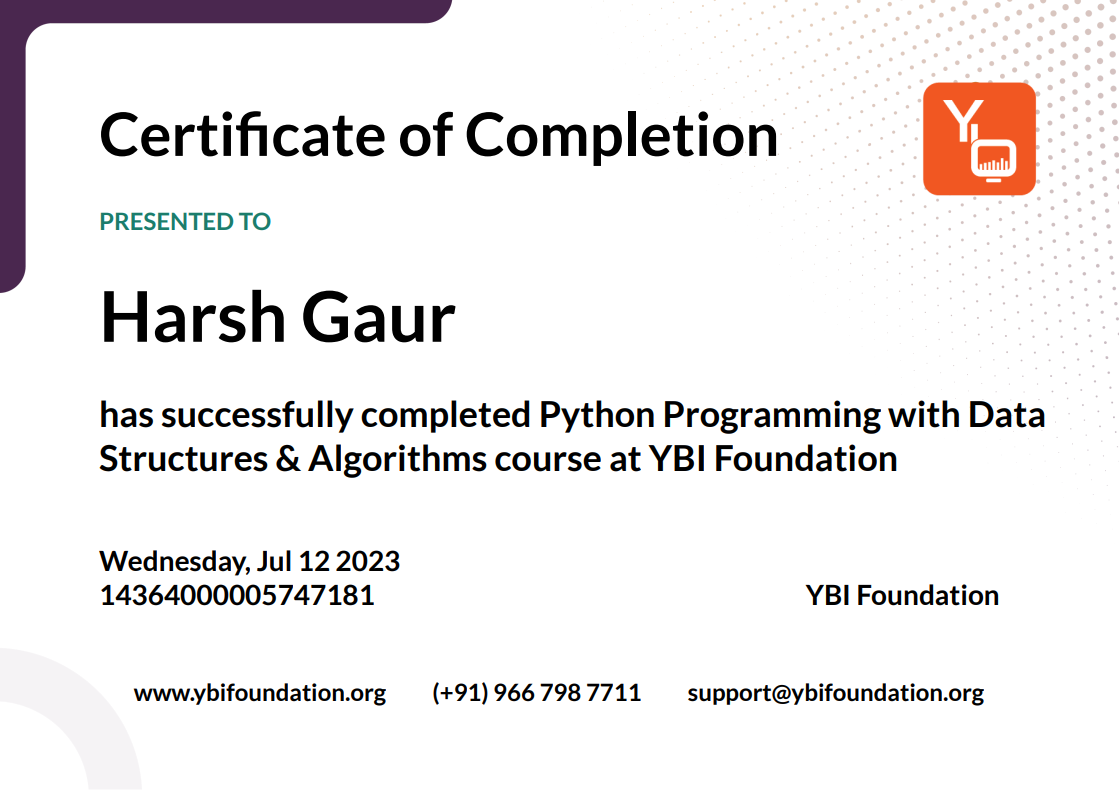 Certificate of Completion
PRESENTED TO
Harsh Gaur
has successfully completed Python Programming with Data
Structures & Algorithms course at YBI Foundation
Wednesday, Jul 12 2023
14364000005747181
YBI Foundation
www.ybifoundation.org
(+91) 966 798 7711
support@ybifoundation.org